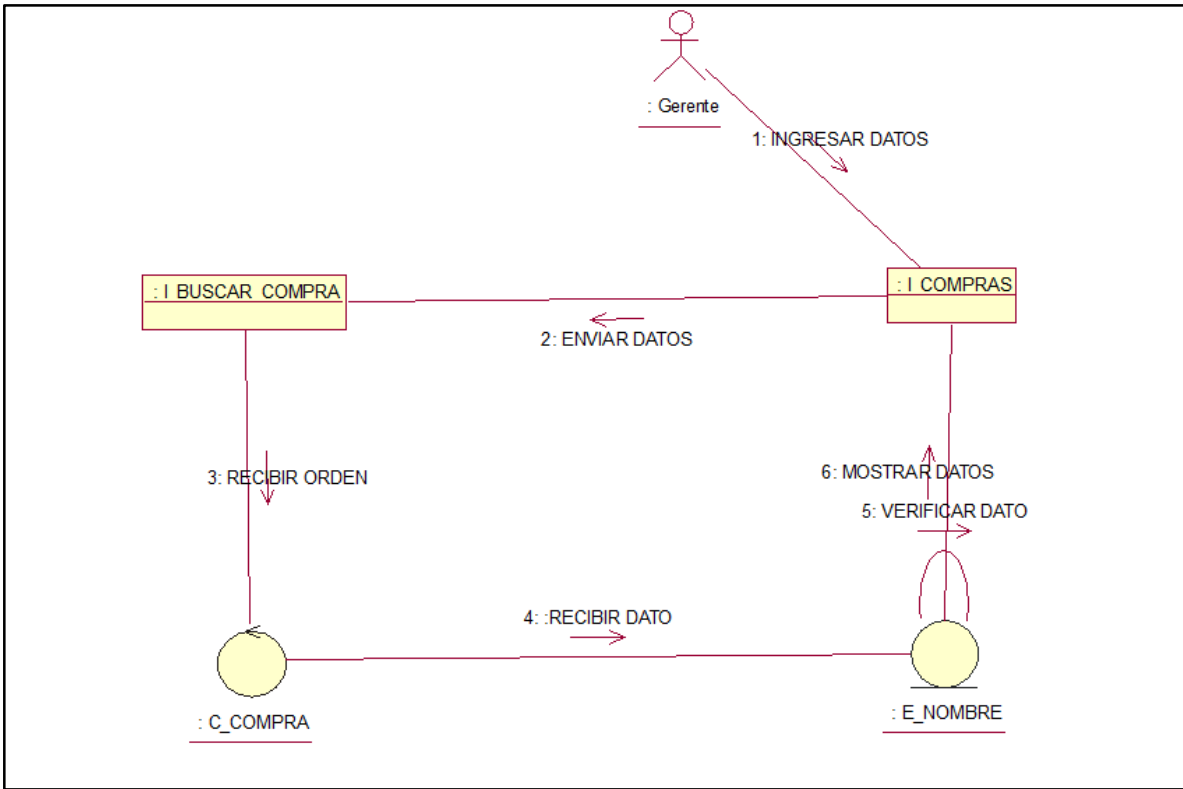 : Gerente
1: INGRESAR DATOS
: I_BUSCAR_COMPRA
: I_COMPRAS
2: ENVIAR DATOS
3: RECIBIR ORDEN
6: MOSTRAR DATOS
5: VERIFICAR DATO
4: :RECIBIR DATO
: C_COMPRA
: E_NOMBRE